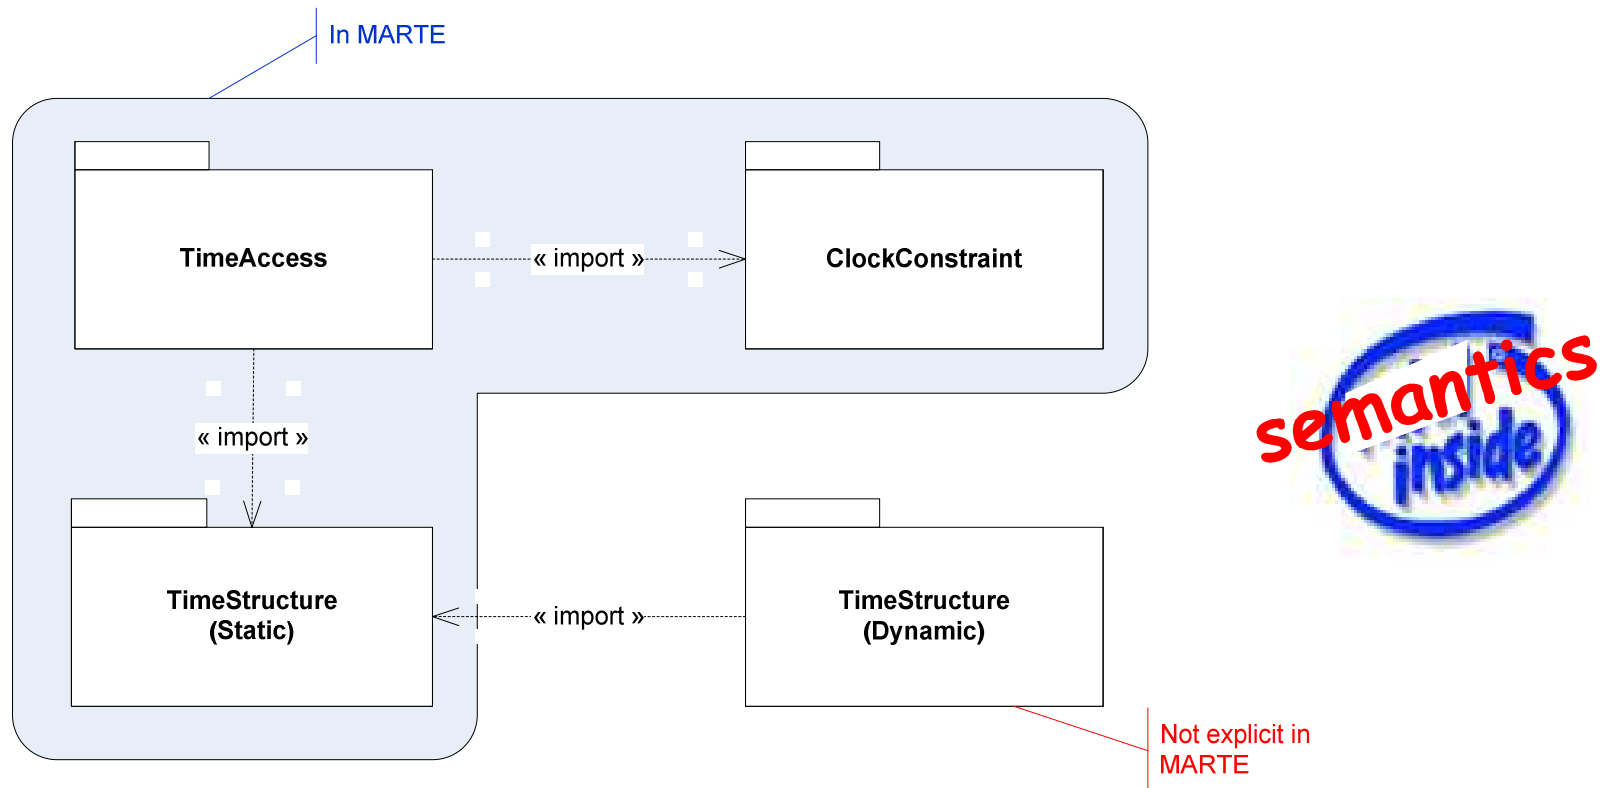 In MARTE
TimeAccess
« import »
ClockConstraint
semantics
inside
« import »
TimeStructure
(Static)
« import »
TimeStructure
(Dynamic)
Not explicit in
MARTE